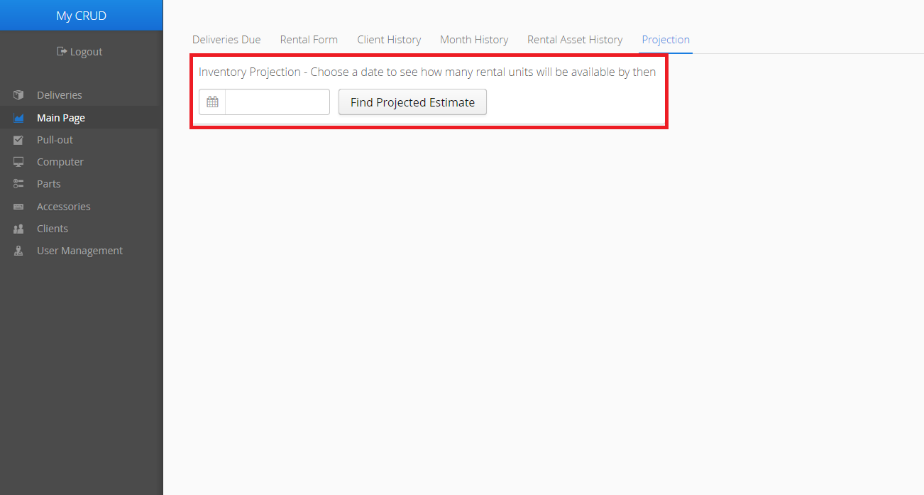 My CRUD
Logout
Deliveries
Main Page
Pull-out
Computer
Parts
Accessories
Clients
User Management
Deliveries Due
Rental Form
Client History
Month History
Rental Asset History
Projection
Inventory Projection - Choose a date to see how many rental units will be available by then
Find Projected Estimate